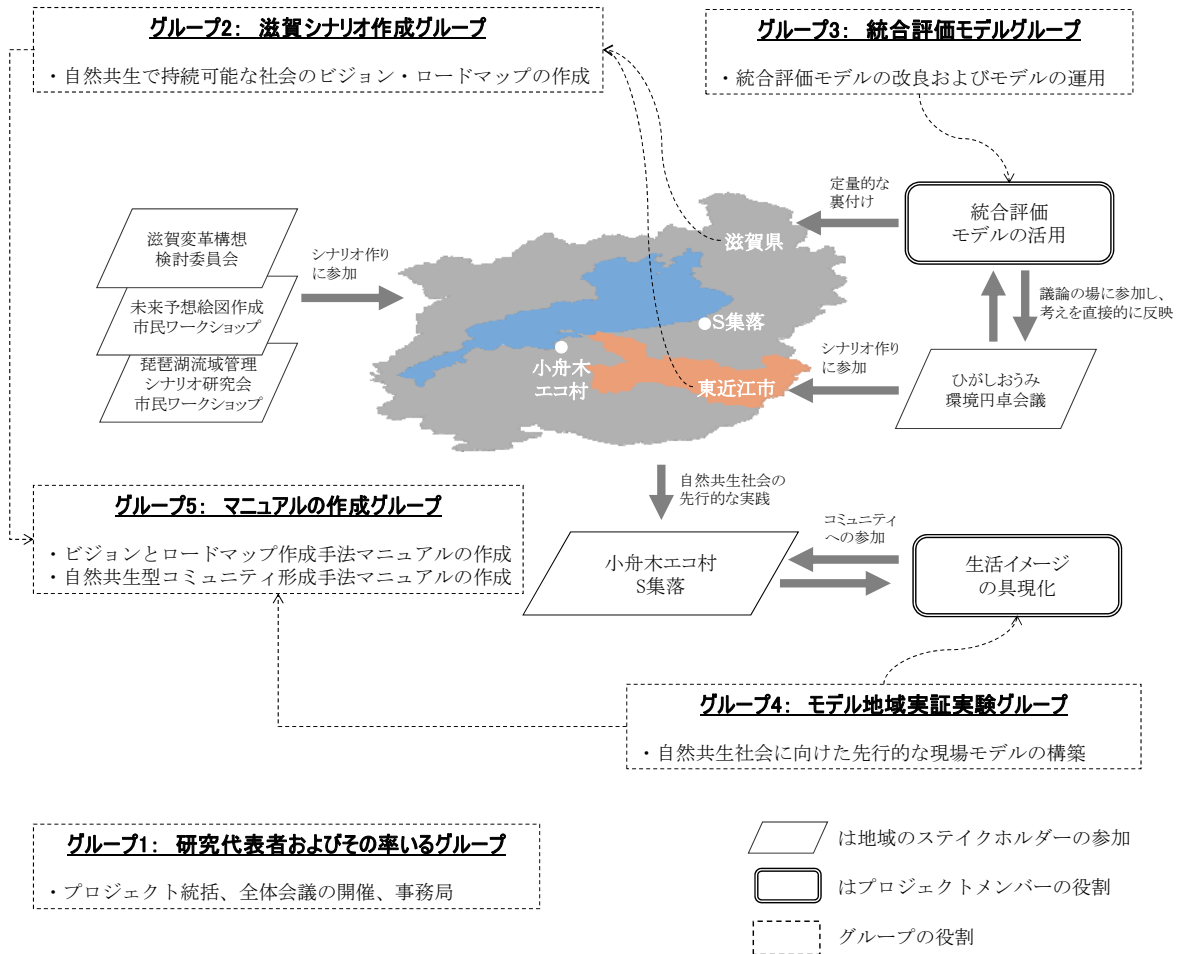 グループ2： 滋賀シナリオ作成グループ
・自然共生で持続可能な社会のビジョン・ロードマップの作成
グループ3： 統合評価モデルグループ
・統合評価モデルの改良およびモデルの運用
滋賀変革構想
検討委員会
未来予想絵図作成
市民ワークショップ
琵琶湖流域管理
シナリオ研究会
市民ワークショップ
シナリオ作り
に参加
滋賀県
S集落
小舟木
エコ村
東近江市
定量的な
裏付け
統合評価
モデルの活用
議論の場に参加し、
考えを直接的に反映
シナリオ作り
に参加
ひがしおうみ
環境円卓会議
自然共生社会の
先行的な実践
グループ5： マニュアルの作成グループ
・ビジョンとロードマップ作成手法マニュアルの作成
・自然共生型コミュニティ形成手法マニュアルの作成
小舟木エコ村
S集落
コミュニティ
への参加
生活イメージ
の具現化
グループ4： モデル地域実証実験グループ
・自然共生社会に向けた先行的な現場モデルの構築
グループ1： 研究代表者およびその率いるグループ
・プロジェクト統括、全体会議の開催、事務局
は地域のステイクホルダーの参加
はプロジェクトメンバーの役割
グループの役割